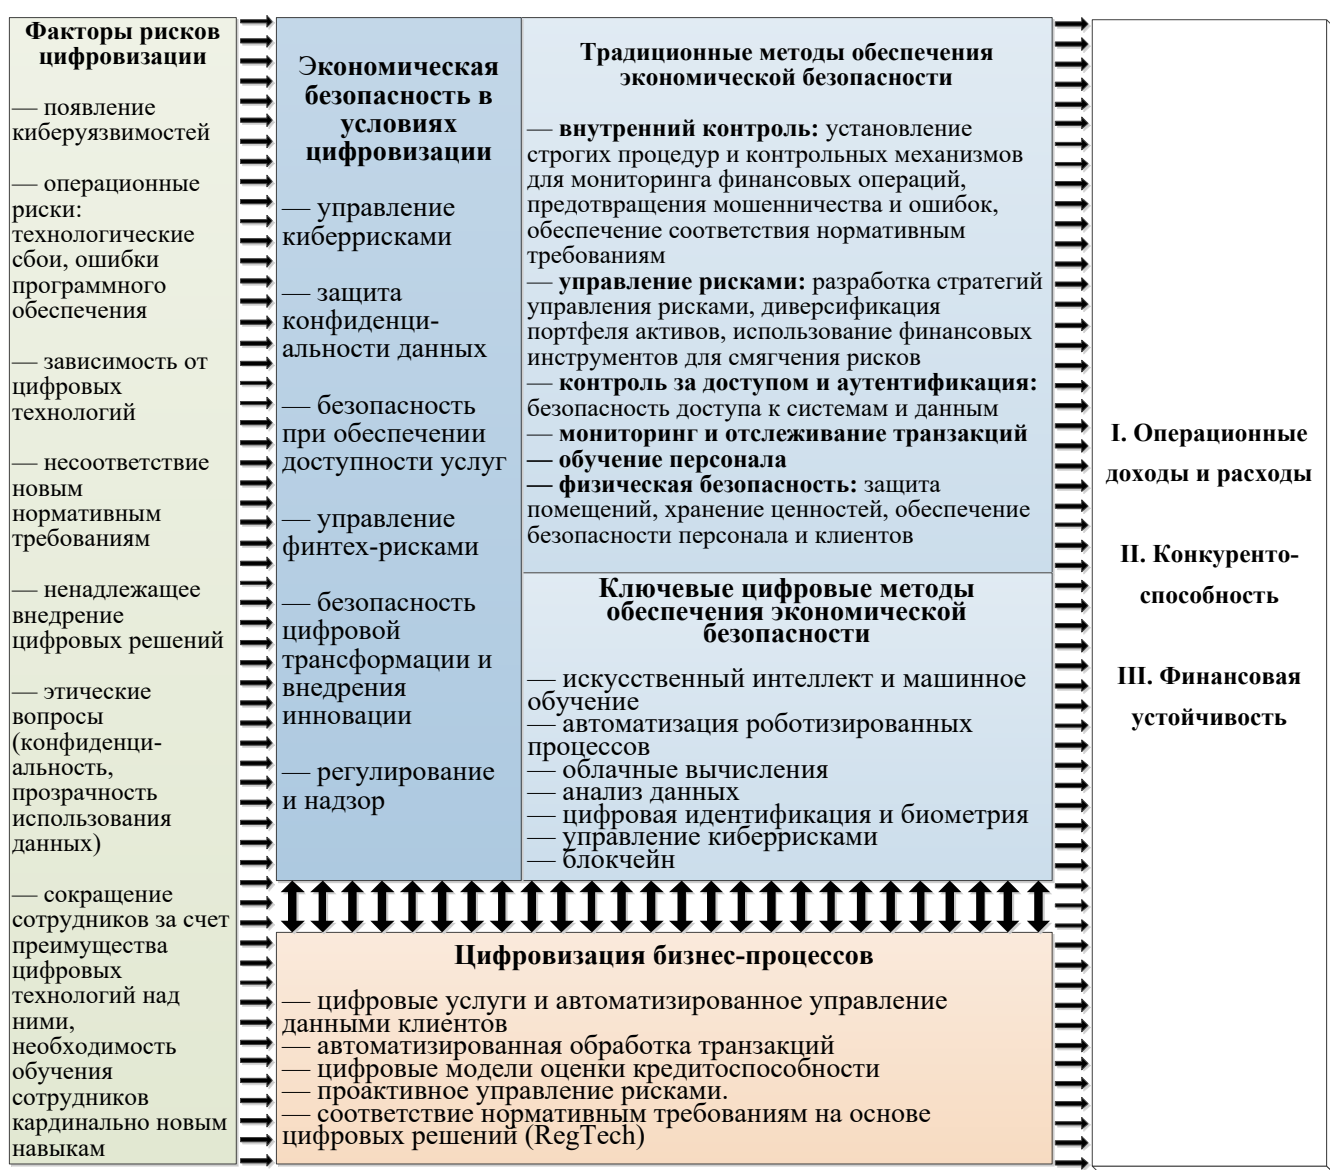 Факторы рисков
цифровизации
— появление
киберуязвимостей
— операционные
риски:
технологические
сбои, ошибки
программного
обеспечения
— зависимость от
цифровых
технологий
— несоответствие
новым
нормативным
требованиям
— ненадлежащее
внедрение
цифровых решений
— этические
вопросы
(конфиденци-
альность,
прозрачность
использования
данных)
— сокращение
сотрудников за счет
преимущества
цифровых
технологий над
ними,
необходимость
обучения
сотрудников
кардинально новым
навыкам
Экономическая
безопасность в
условиях
цифровизации
— управление
киберрисками
— защита
конфиденци-
альности данных
— безопасность
при обеспечении
доступности услуг
— управление
финтех-рисками
— безопасность
цифровой
трансформации и
внедрения
инновации
— регулирование
и надзор
Традиционные методы обеспечения
экономической безопасности
— внутренний контроль: установление
строгих процедур и контрольных механизмов
для мониторинга финансовых операций,
предотвращения мошенничества и ошибок,
обеспечение соответствия нормативным
требованиям
— управление рисками: разработка стратегий
управления рисками, диверсификация
портфеля активов, использование финансовых
инструментов для смягчения рисков
— контроль за доступом и аутентификация:
безопасность доступа к системам и данным
— мониторинг и отслеживание транзакций
— обучение персонала
— физическая безопасность: защита
помещений, хранение ценностей, обеспечение
безопасности персонала и клиентов
Ключевые цифровые методы
обеспечения экономической
безопасности
— искусственный интеллект и машинное
обучение
— автоматизация роботизированных
процессов
— облачные вычисления
— анализ данных
— цифровая идентификация и биометрия
— управление киберрисками
— блокчейн
Цифровизация бизнес-процессов
— цифровые услуги и автоматизированное управление
данными клиентов
— автоматизированная обработка транзакций
— цифровые модели оценки кредитоспособности
— проактивное управление рисками.
— соответствие нормативным требованиям на основе
цифровых решений (RegTech)
I. Операционные
доходы и расходы
II. Конкуренто-
способность
III. Финансовая
устойчивость